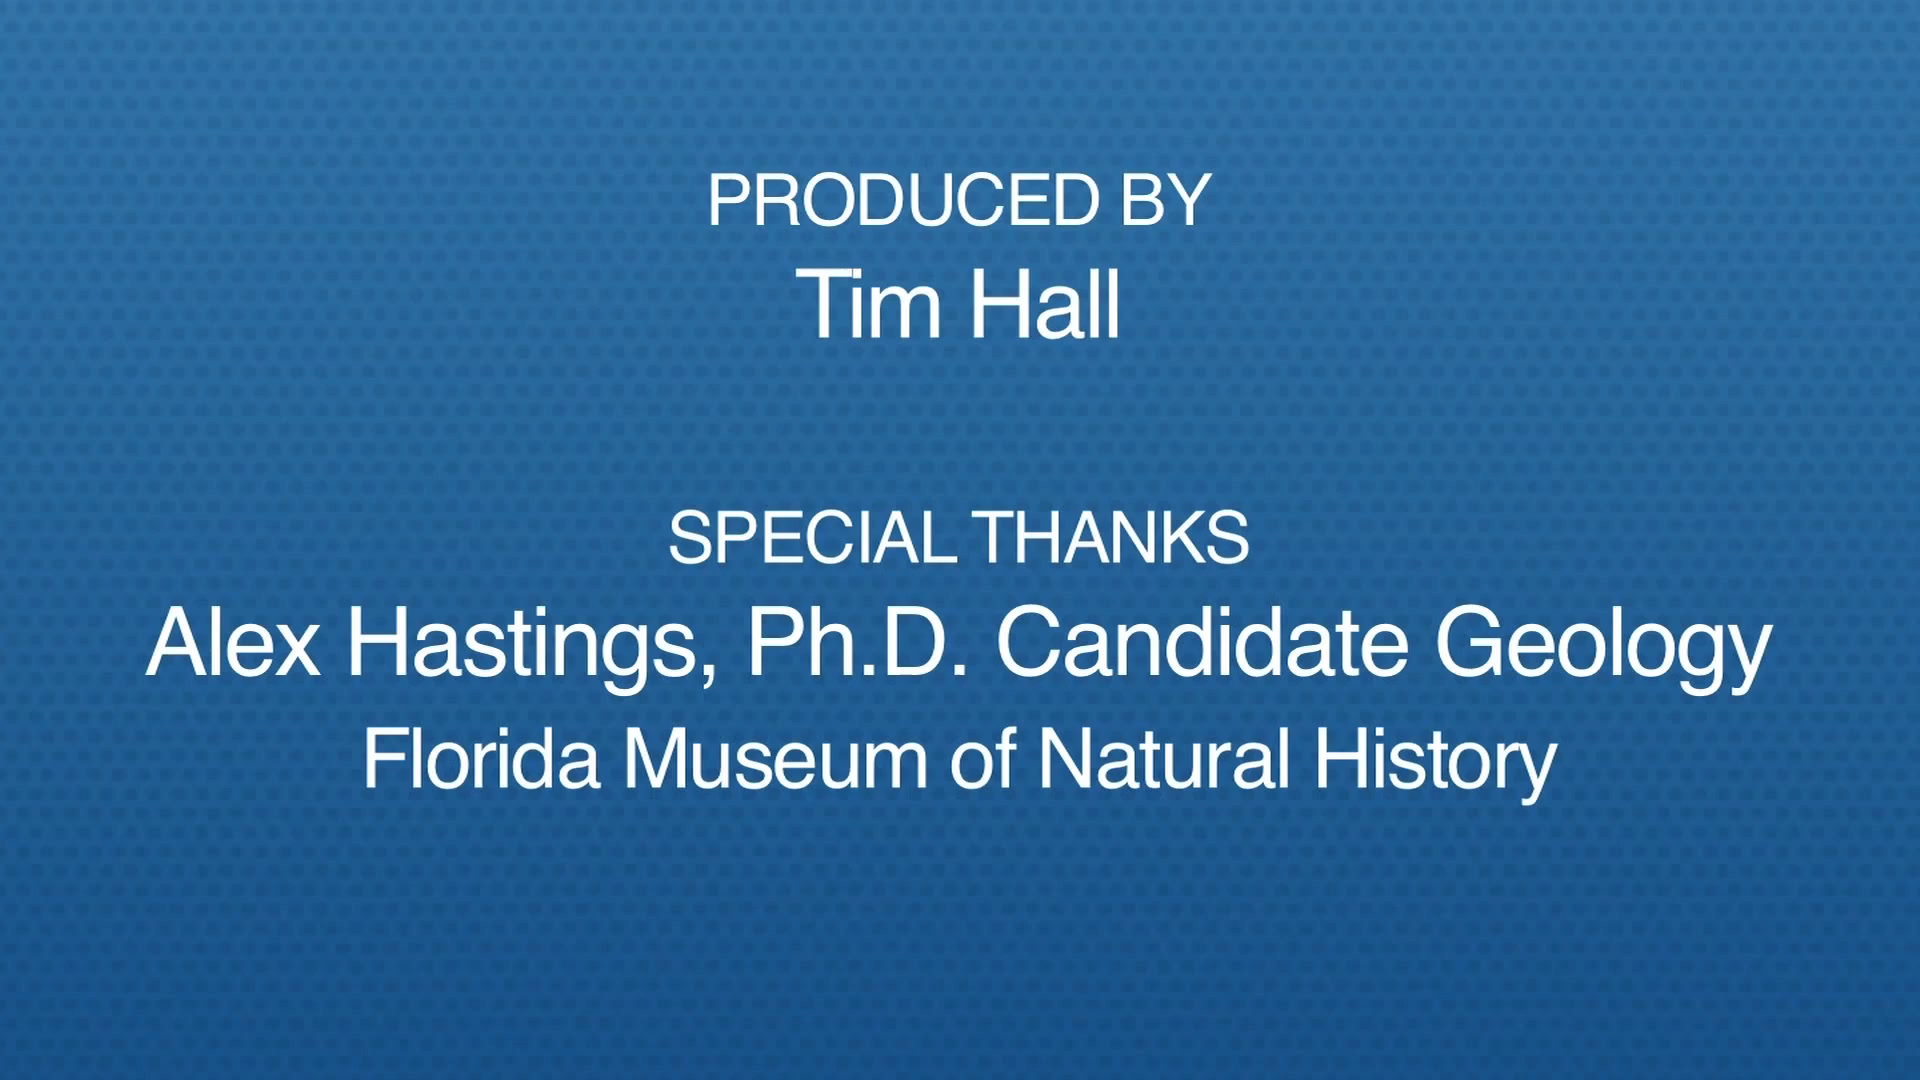 PRODUCED BY
Tim Hall
SPECIAL THANKS
Alex Hastings, Ph.D. Candidate Geology
Florida Museum of Natural History